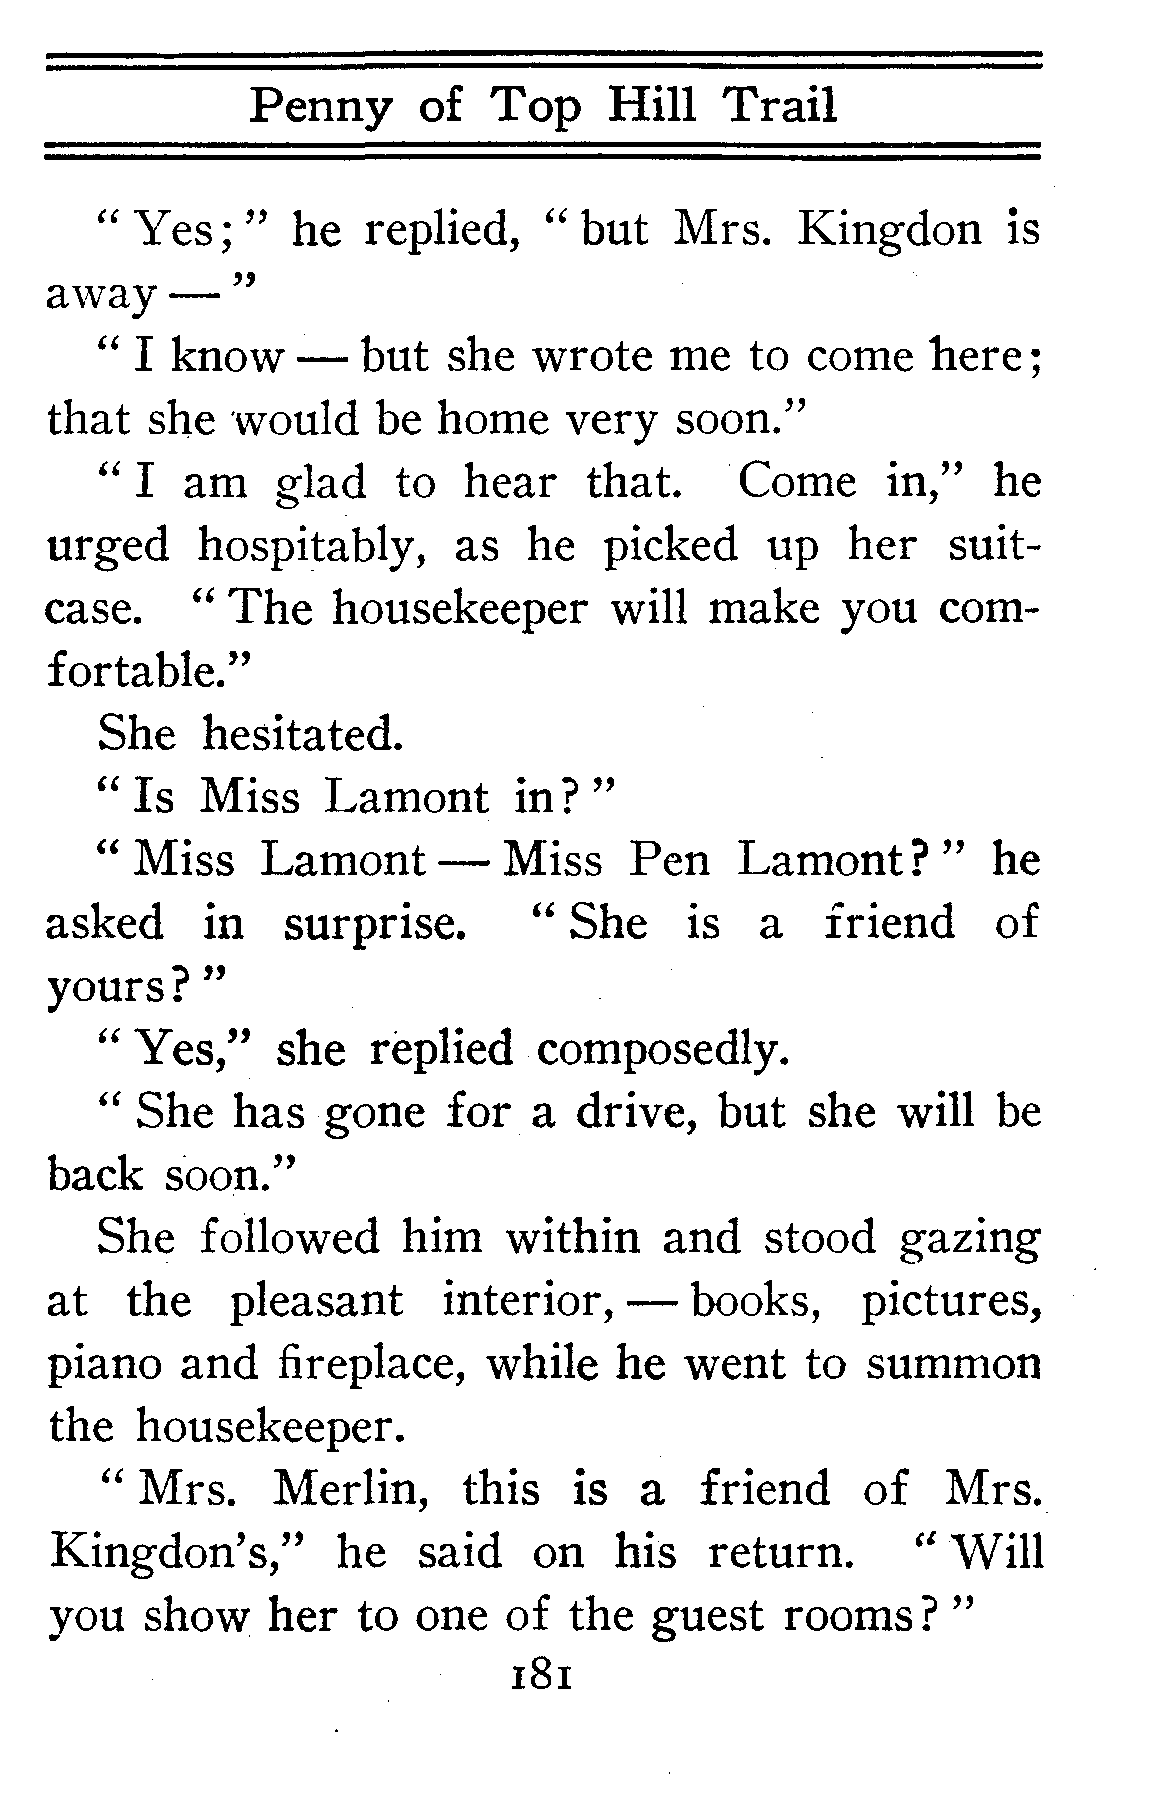 Penny of Top Hill Trail
“ Yes; ” he replied, “ but Mrs. Kingdon is
away — ”
“ I know — but she wrote me to come here;
that she would be home very soon.”
“ I am glad to hear that. Come in,” he
urged hospitably, as he picked up her suit-
case. “ The housekeeper will make you com-
fortable.”
She hesitated.
“ Is Miss Lamont in? ”
“ Miss Lamont — Miss Pen Lamont? ” he
asked in surprise. “ She is a friend of
yours? ”
“ Yes,” she replied composedly.
“ She has gone for a drive, but she will be
back soon.”
She followed him within and stood gazing
at the pleasant interior, — books, pictures,
piano and fireplace, while he went to summon
the housekeeper.
“ Mrs. Merlin, this is a friend of Mrs.
Kingdon’s,” he said on his return. “ Will
you show her to one of the guest rooms? ”
181